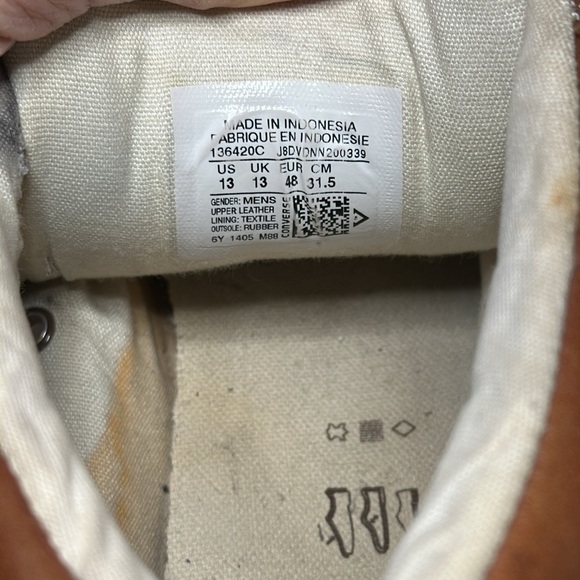 MADE IN INDONESIA
FABRIQUE EN INDONESIE
136420C J8DVDNN200339
US UK EUR CM
13 13 48 31.5
GENDER: MENS
UPPER LEATHER
LINING: TEXTILE
OUTSOLE: RUBBER
6Y 1405 M88
CONVERSE